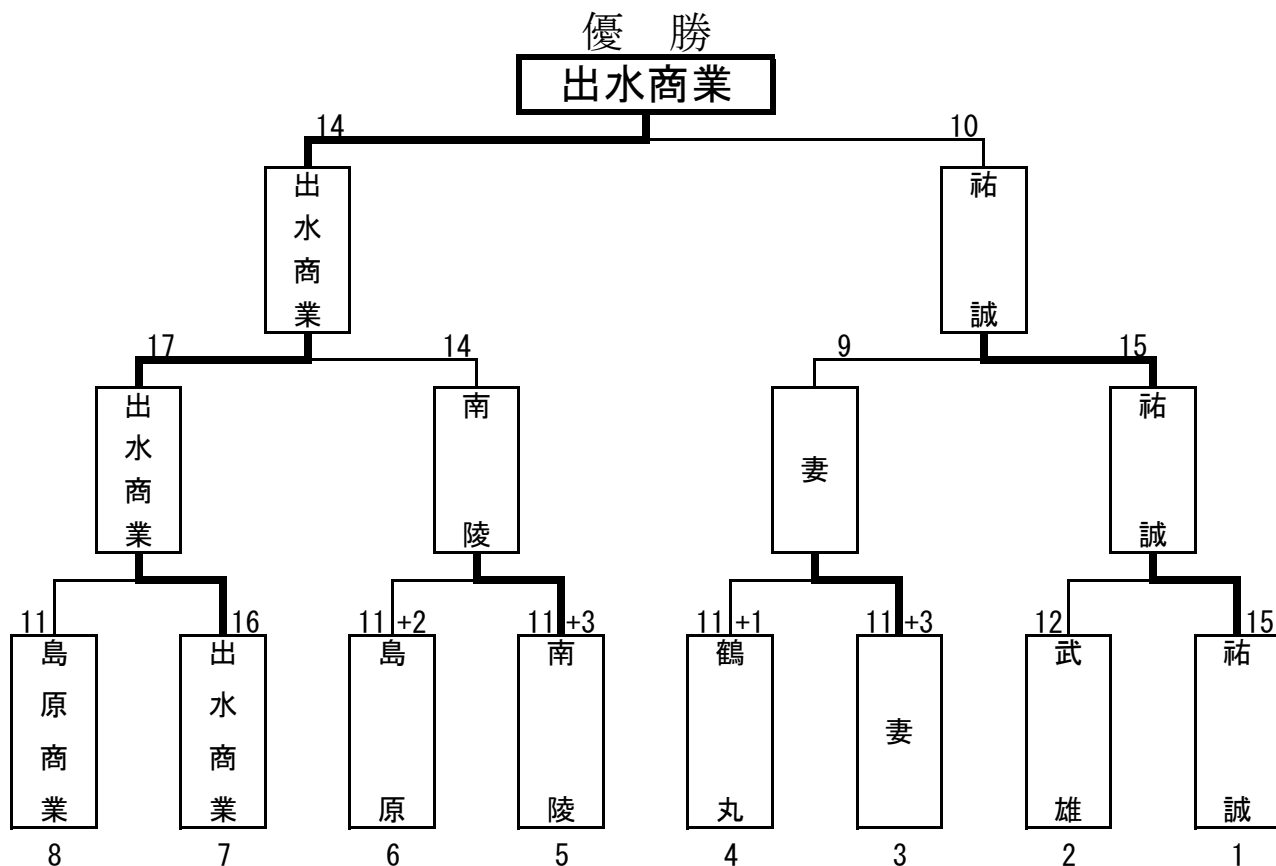 優 勝
出水商業
14 10
出水商業 祐誠
17 14 9 15
出水商業 南陵 妻 祐誠
11 16 11 +2 11 +3 11 +1 11 +3 12 15
島原商業 出水商業 島原 南陵 鶴丸 妻 武雄 祐誠
8 7 6 5 4 3 2 1